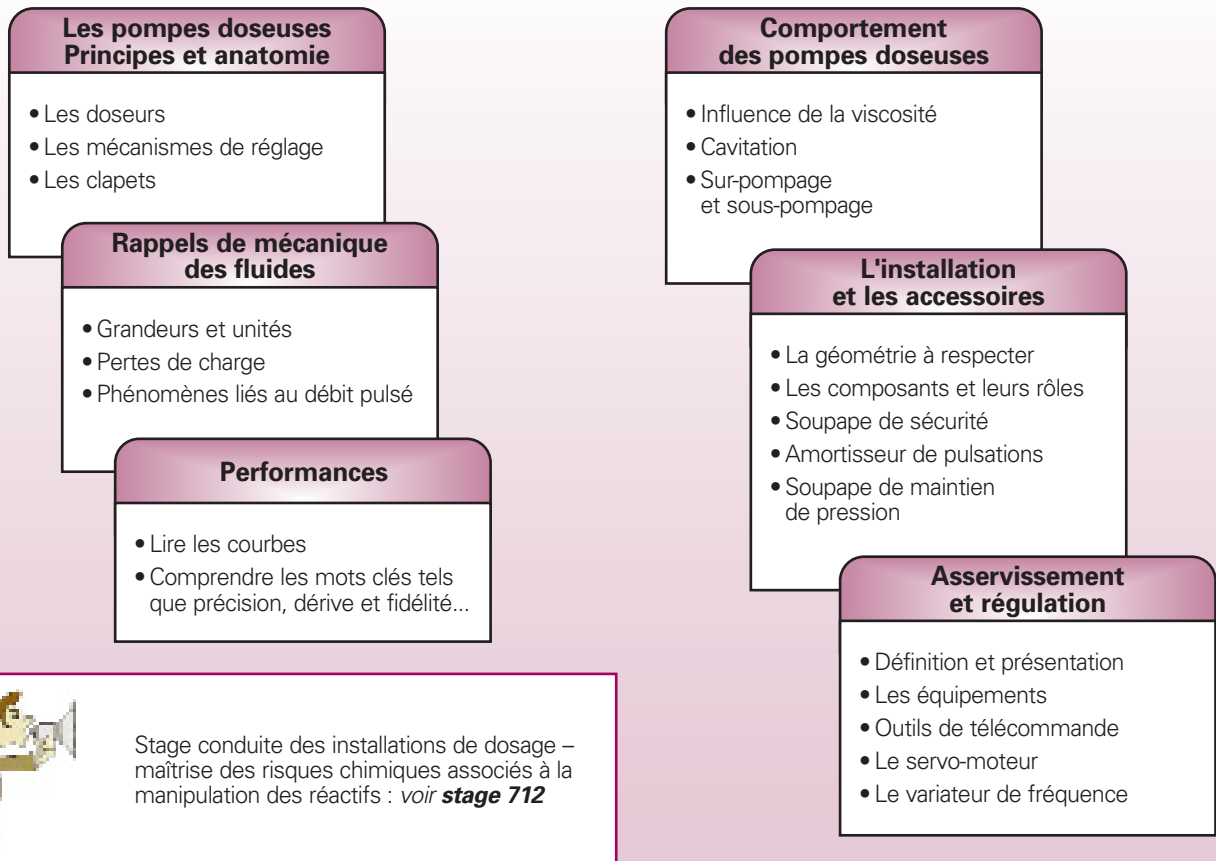 Les pompes doseuses
Principes et anatomie
• Les doseurs
• Les mécanismes de réglage
• Les clapets
Rappels de mécanique
des fluides
• Grandeurs et unités
• Pertes de charge
• Phénomènes liés au débit pulsé
Performances
• Lire les courbes
• Comprendre les mots clés tels
que précision, dérive et fidélité...
Stage conduite des installations de dosage –
maîtrise des risques chimiques associés à la
manipulation des réactifs : voir stage 712
Comportement
des pompes doseuses
• Influence de la viscosité
• Cavitation
• Sur-pompage
et sous-pompage
L'installation
et les accessoires
• La géométrie à respecter
• Les composants et leurs rôles
• Soupape de sécurité
• Amortisseur de pulsations
• Soupape de maintien
de pression
Asservissement
et régulation
• Définition et présentation
• Les équipements
• Outils de télécommande
• Le servo-moteur
• Le variateur de fréquence